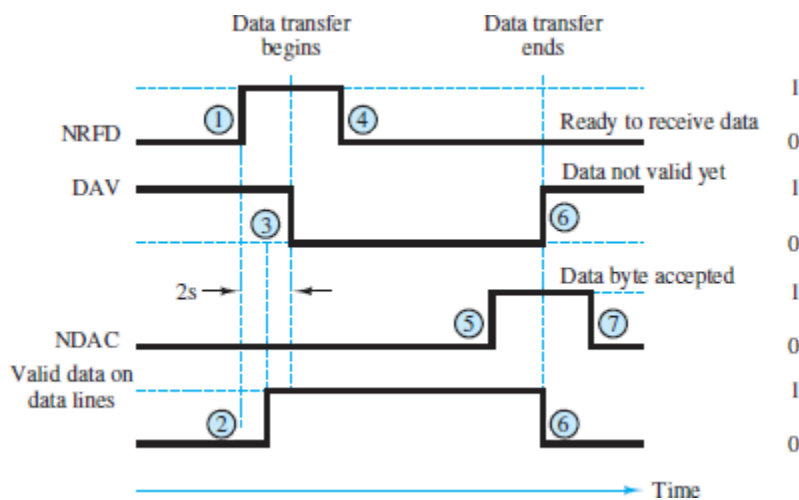 Data transfer
begins
Data transfer
ends
1
①
④
NRFD
Ready to receive data
0
DAV
Data not valid yet
1
③
⑥
0
2s
Data byte accepted
1
⑤
⑦
NDAC
0
Valid data on
data lines
1
②
⑥
0
Time